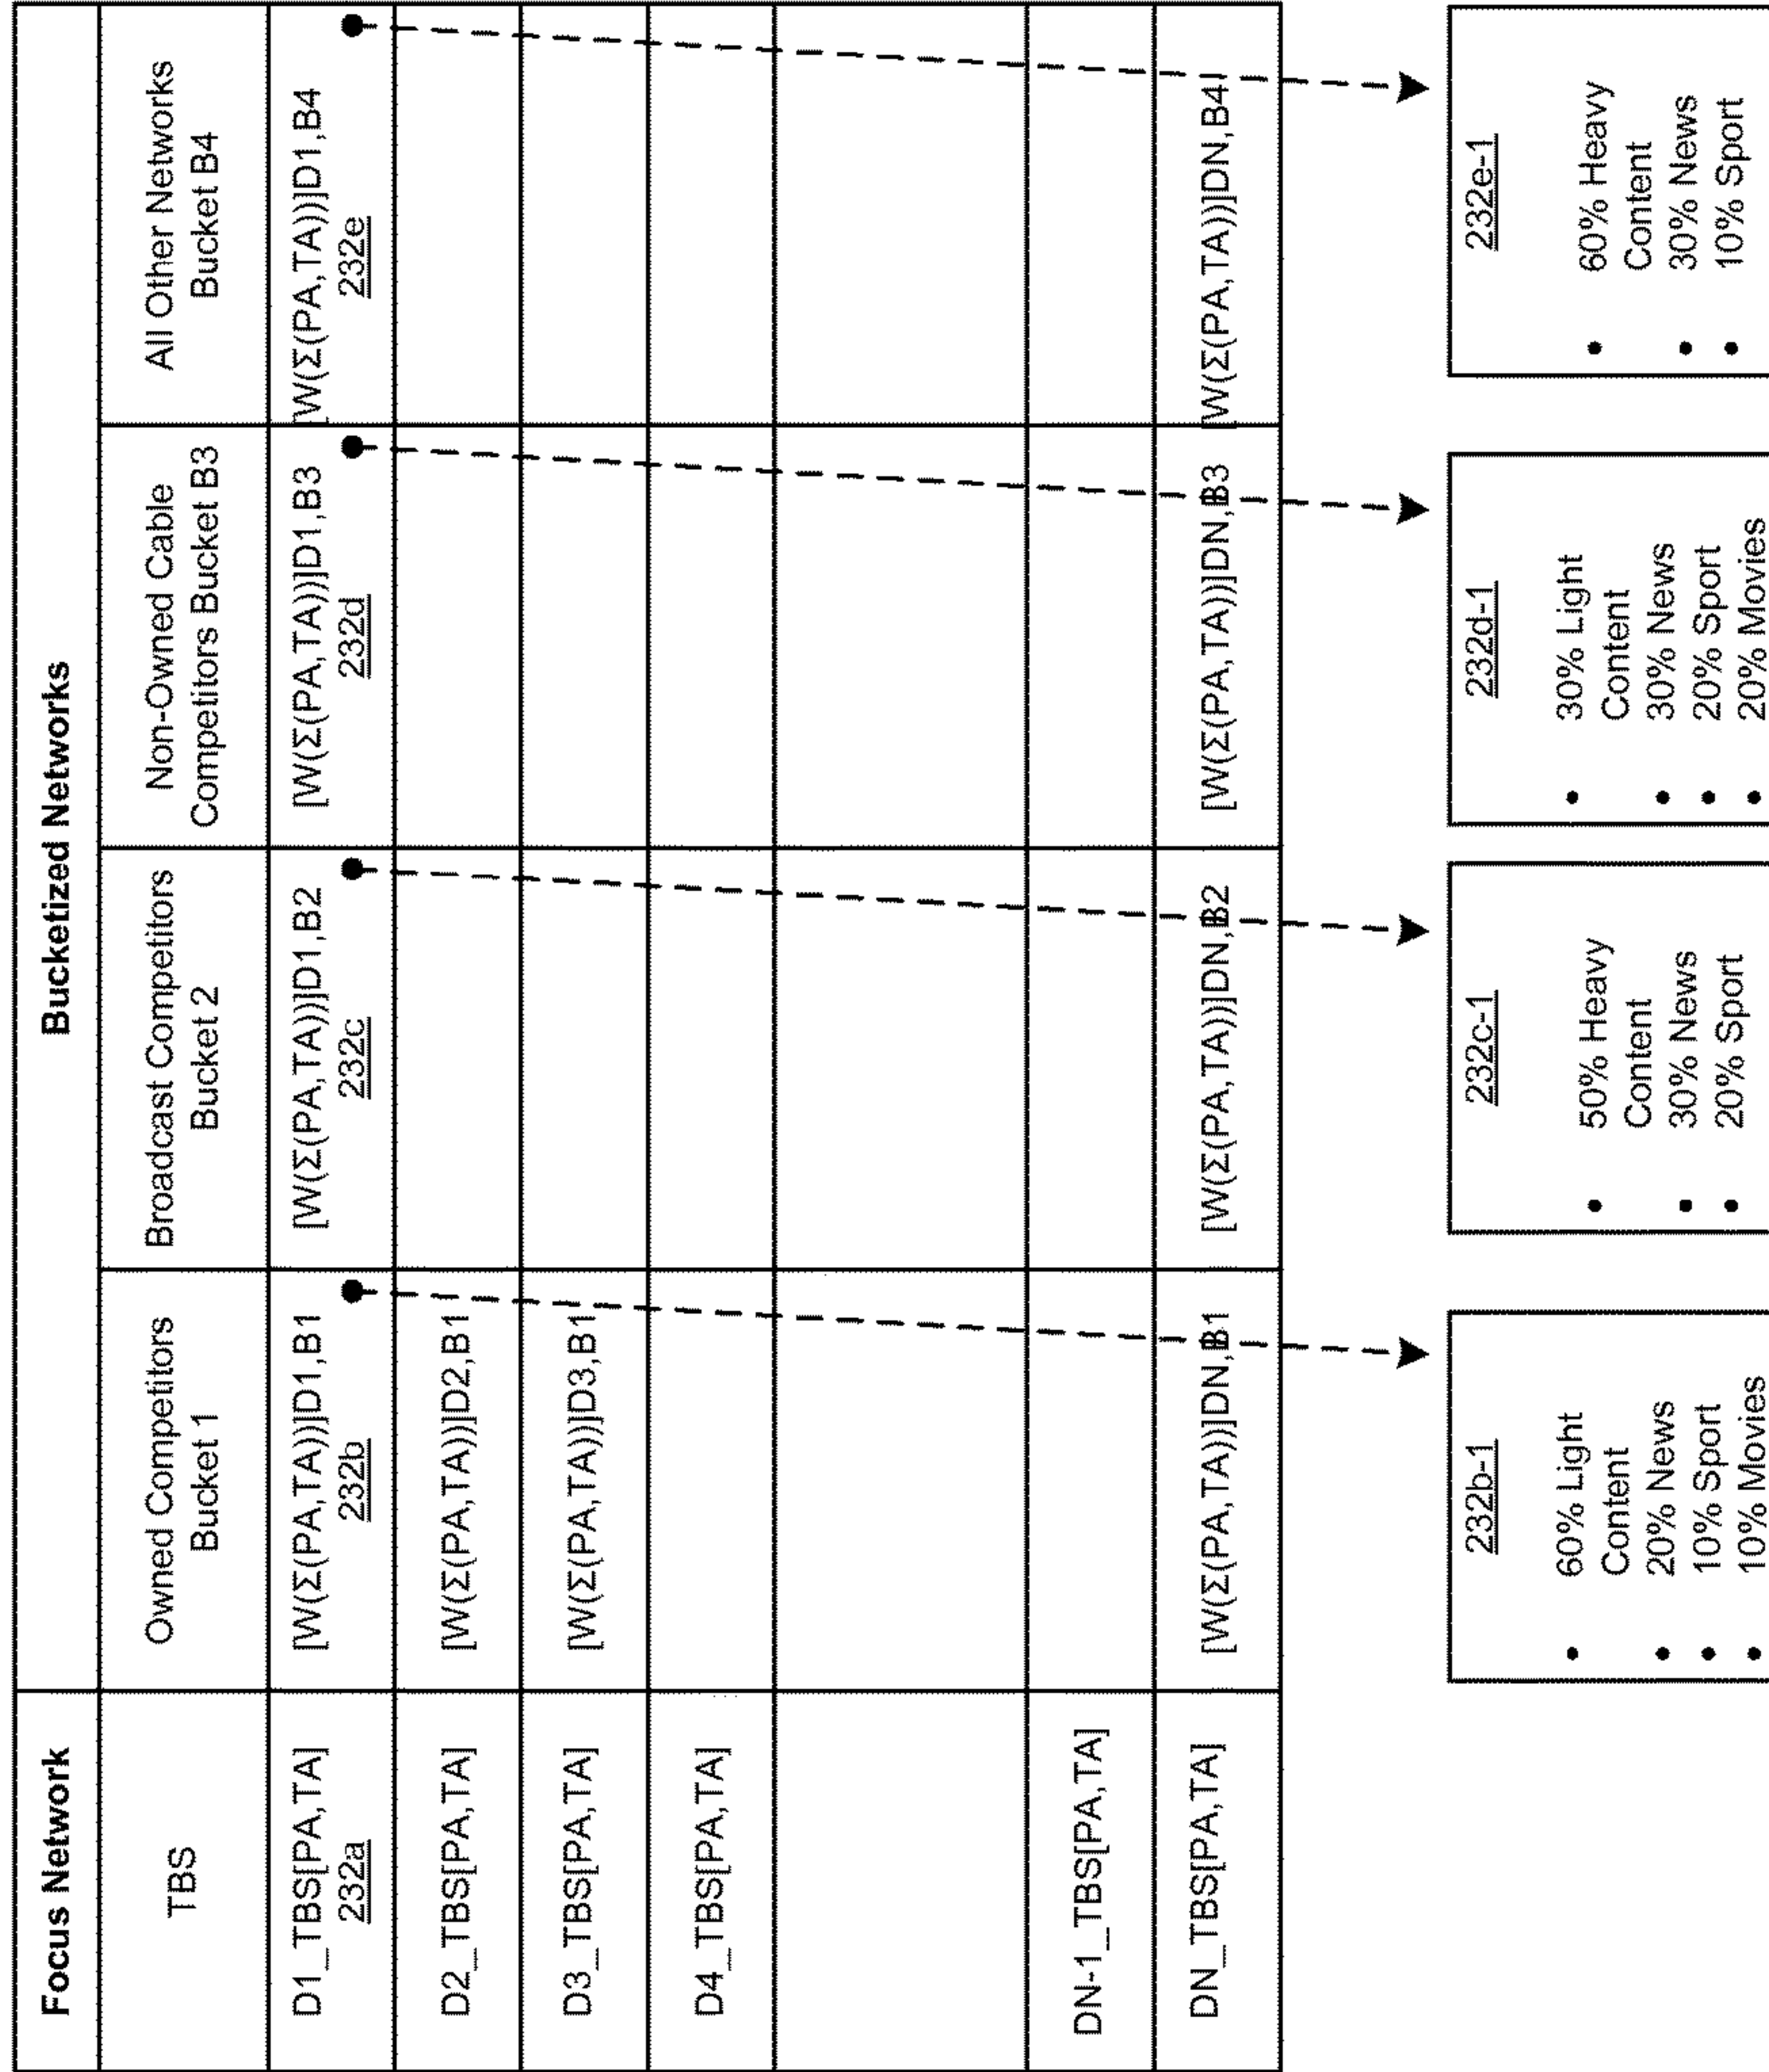 Focus Network
Bucketized Networks
TBS
Owned Competitors
Bucket 1
Broadcast Competitors
Bucket 2
Non-Owned Cable
Competitors Bucket B3
All Other Networks
Bucket B4
D1_TBS[PA,TA]
232a
[W(Σ(PA,TA))]D1,B1
232b
[W(Σ(PA,TA))]D1,B2
232c
[W(Σ(PA,TA))]D1,B3
232d
[W(Σ(PA,TA))]D1,B4
232e
D2_TBS[PA,TA]
[W(Σ(PA,TA))]D2,B1
D3_TBS[PA,TA]
[W(Σ(PA,TA))]D3,B1
D4_TBS[PA,TA]
DN-1_TBS[PA,TA]
DN_TBS[PA,TA]
[W(Σ(PA,TA))]DN,B1
[W(Σ(PA,TA))]DN,B2
[W(Σ(PA,TA))]DN,B3
[W(Σ(PA,TA))]DN,B4
232b-1
• 60% Light
Content
• 20% News
• 10% Sport
• 10% Movies
232c-1
• 50% Heavy
Content
• 30% News
• 20% Sport
232d-1
• 30% Light
Content
• 30% News
• 20% Sport
• 20% Movies
232e-1
• 60% Heavy
Content
• 30% News
• 10% Sport